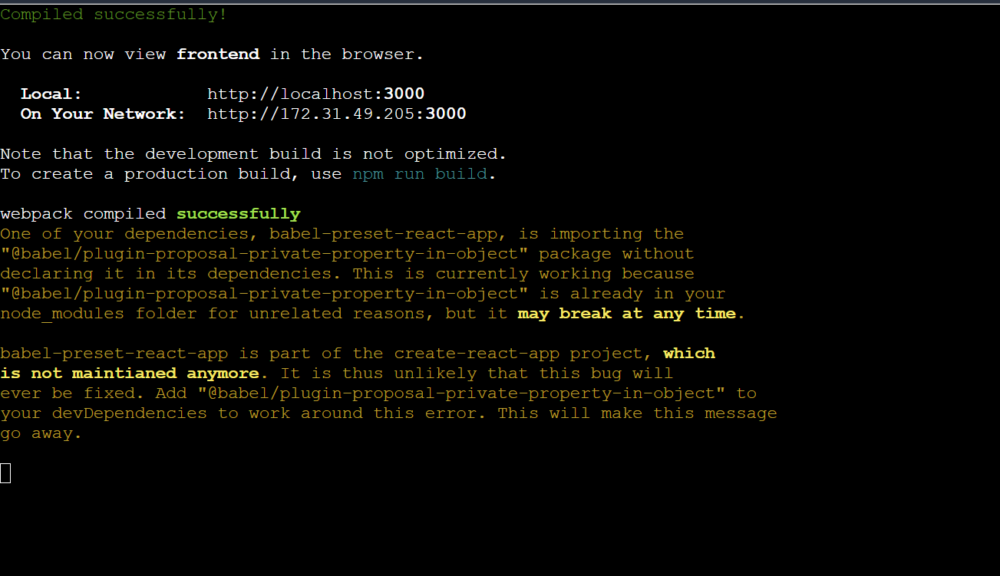 Compiled successfully!
You can now view frontend in the browser.
Local: http://localhost:3000
On Your Network: http://172.31.49.205:3000
Note that the development build is not optimized.
To create a production build, use npm run build.
webpack compiled successfully
One of your dependencies, babel-preset-react-app, is importing the
"@babel/plugin-proposal-private-property-in-object" package without
declaring it in its dependencies. This is currently working because
"@babel/plugin-proposal-private-property-in-object" is already in your
node_modules folder for unrelated reasons, but it may break at any time.
babel-preset-react-app is part of the create-react-app project, which
is not maintianed anymore. It is thus unlikely that this bug will
ever be fixed. Add "@babel/plugin-proposal-private-property-in-object" to
your devDependencies to work around this error. This will make this message
go away.